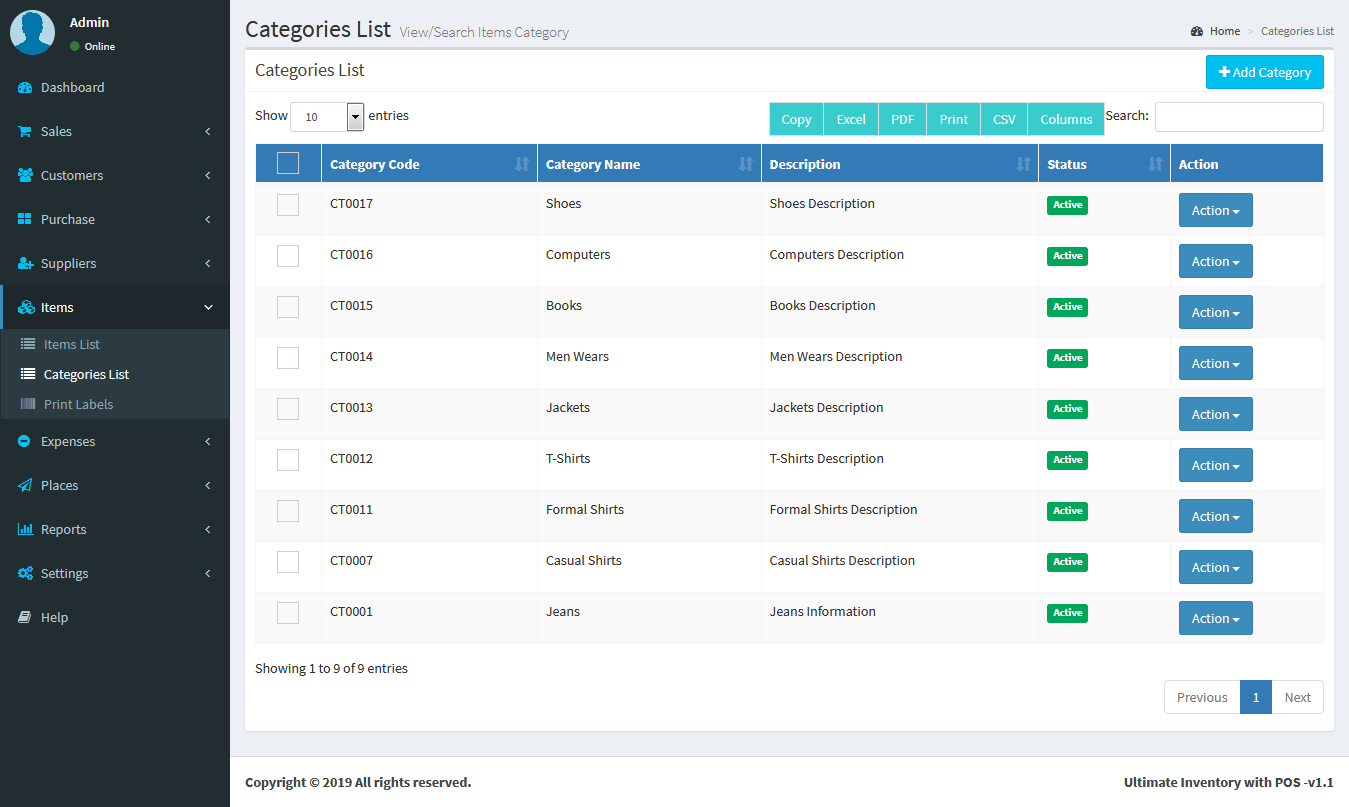 Admin
Online
Dashboard
Sales
Customers
Purchase
Suppliers
Items
Items List
Categories List
Print Labels
Expenses
Places
Reports
Settings
Help
Categories List View/Search Items Category
Home > Categories List
Categories List
+ Add Category
Show 10 entries
Copy Excel PDF Print CSV Columns Search:
Category Code Category Name Description Status Action
CT0017 Shoes Shoes Description Active Action
CT0016 Computers Computers Description Active Action
CT0015 Books Books Description Active Action
CT0014 Men Wears Men Wears Description Active Action
CT0013 Jackets Jackets Description Active Action
CT0012 T-Shirts T-Shirts Description Active Action
CT0011 Formal Shirts Formal Shirts Description Active Action
CT0007 Casual Shirts Casual Shirts Description Active Action
CT0001 Jeans Jeans Information Active Action
Showing 1 to 9 of 9 entries
Previous 1 Next
Copyright © 2019 All rights reserved.
Ultimate Inventory with POS -v1.1